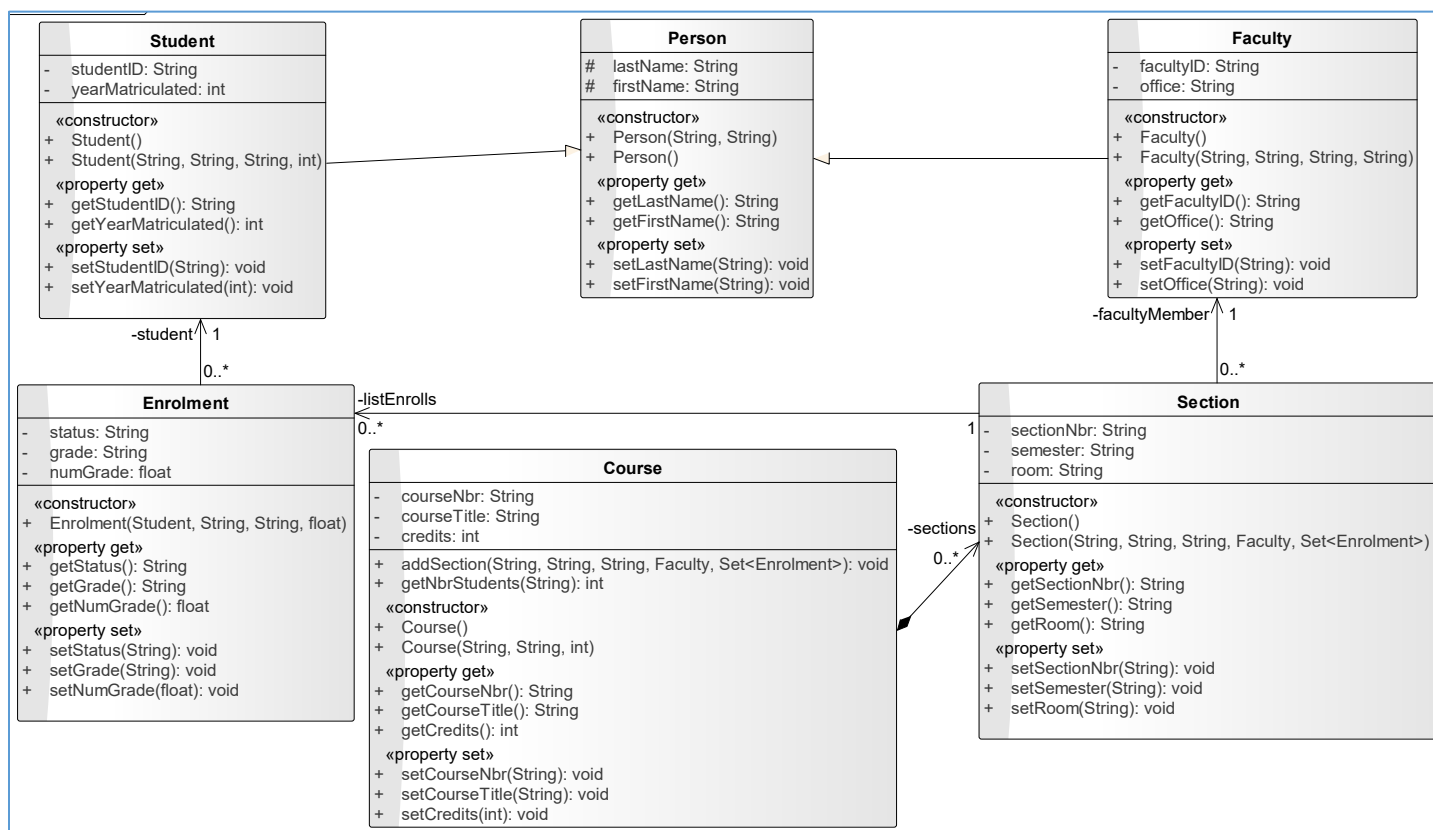 Student
- studentID: String
- yearMatriculated: int
«constructor»
+ Student()
+ Student(String, String, String, int)
«property get»
+ getStudentID(): String
+ getYearMatriculated(): int
«property set»
+ setStudentID(String): void
+ setYearMatriculated(int): void
Person
# lastName: String
# firstName: String
«constructor»
+ Person(String, String)
+ Person()
«property get»
+ getLastName(): String
+ getFirstName(): String
«property set»
+ setLastName(String): void
+ setFirstName(String): void
Faculty
- facultyID: String
- office: String
«constructor»
+ Faculty()
+ Faculty(String, String, String, String)
«property get»
+ getFacultyID(): String
+ getOffice(): String
«property set»
+ setFacultyID(String): void
+ setOffice(String): void
-student 1
0..*
-facultyMember 1
0..*
Enrolment
- status: String
- grade: String
- numGrade: float
«constructor»
+ Enrolment(Student, String, String, float)
«property get»
+ getStatus(): String
+ getGrade(): String
+ getNumGrade(): float
«property set»
+ setStatus(String): void
+ setGrade(String): void
+ setNumGrade(float): void
-listEnrolls
0..*
1
Course
- courseNbr: String
- courseTitle: String
- credits: int
+ addSection(String, String, String, Faculty, Set<Enrolment>): void
+ getNbrStudents(String): int
«constructor»
+ Course()
+ Course(String, String, int)
«property get»
+ getCourseNbr(): String
+ getCourseTitle(): String
+ getCredits(): int
«property set»
+ setCourseNbr(String): void
+ setCourseTitle(String): void
+ setCredits(int): void
-sections
0..*
Section
- sectionNbr: String
- semester: String
- room: String
«constructor»
+ Section()
+ Section(String, String, String, Faculty, Set<Enrolment>)
«property get»
+ getSectionNbr(): String
+ getSemester(): String
+ getRoom(): String
«property set»
+ setSectionNbr(String): void
+ setSemester(String): void
+ setRoom(String): void